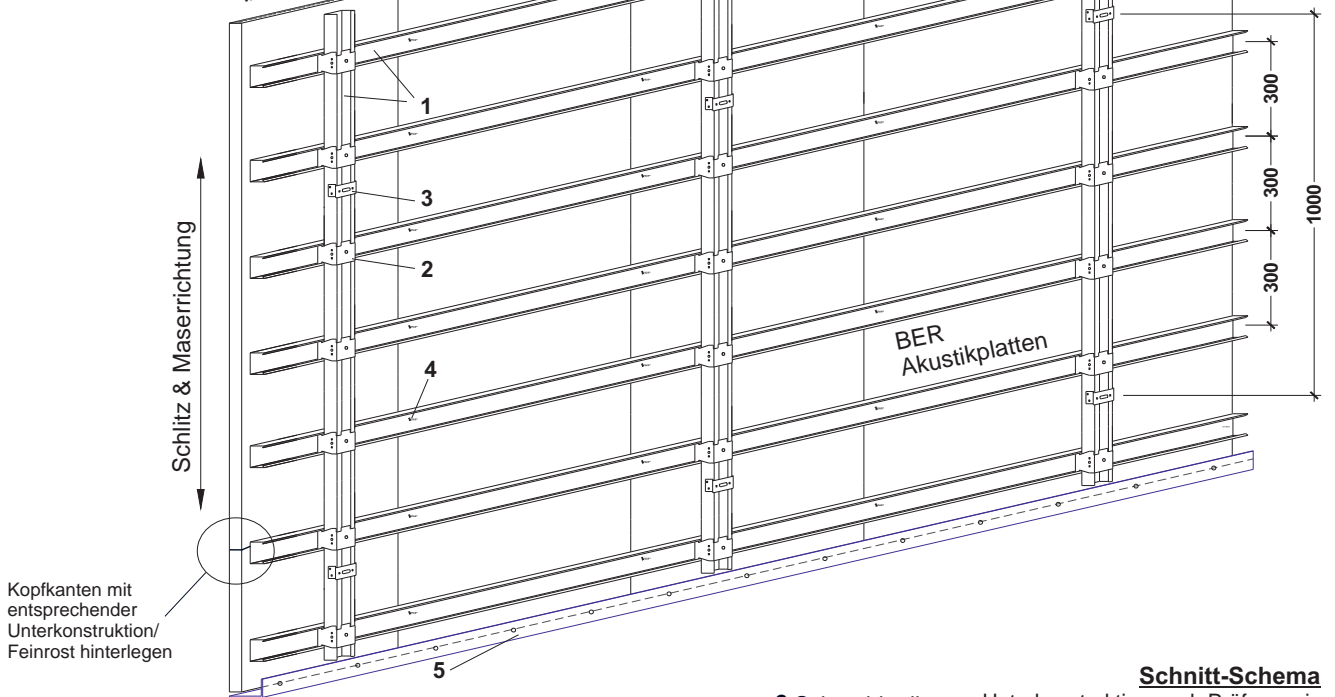 1
3
2
4
5
300
300
300
1000
Schlitz & Maserrichtung
BER
Akustikplatten
Kopfkanten mit
entsprechender
Unterkonstruktion/
Feinrost hinterlegen
Schnitt-Schema